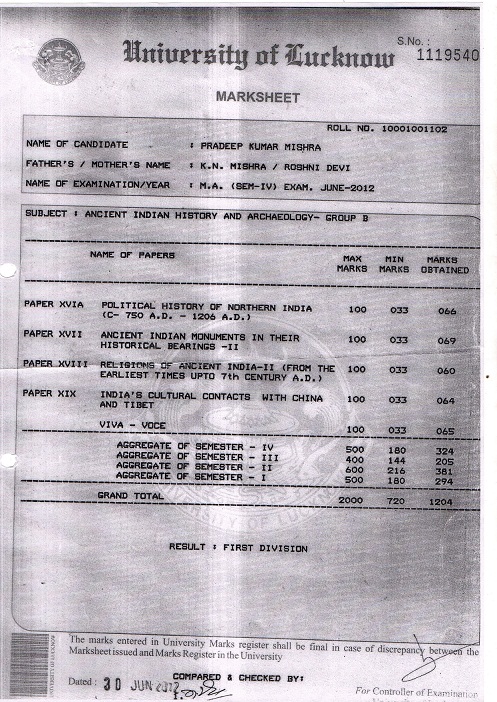 S.No. :
University of Lucknow 1119540
MARKSHEET
ROLL NO. 10001001102
NAME OF CANDIDATE : PRADEEP KUMAR MISHRA
FATHER'S / MOTHER'S NAME : K.N. MISHRA / ROSHNI DEVI
NAME OF EXAMINATION/YEAR : M.A. (SEM-IV) EXAM. JUNE-2012
SUBJECT : ANCIENT INDIAN HISTORY AND ARCHAEOLOGY- GROUP B
NAME OF PAPERS MAX MIN MARKS
MARKS MARKS OBTAINED
PAPER XVIA POLITICAL HISTORY OF NORTHERN INDIA 100 033 066
(C- 750 A.D. - 1206 A.D.)
PAPER XVII ANCIENT INDIAN MONUMENTS IN THEIR 100 033 069
HISTORICAL BEARINGS -II
PAPER XVIII RELIGIONS OF ANCIENT INDIA-II (FROM THE 100 033 060
EARLIEST TIMES UPTO 7th CENTURY A.D.)
PAPER XIX INDIA'S CULTURAL CONTACTS WITH CHINA 100 033 064
AND TIBET
VIVA - VOCE 100 033 065
AGGREGATE OF SEMESTER - IV 500 180 324
AGGREGATE OF SEMESTER - III 400 144 205
AGGREGATE OF SEMESTER - II 600 216 381
AGGREGATE OF SEMESTER - I 500 180 294
GRAND TOTAL 2000 720 1204
RESULT : FIRST DIVISION
The marks entered in University Marks register shall be final in case of discrepancy between the
Marksheet issued and Marks Register in the University
Dated : 30 JUN 2012 COMPARED & CHECKED BY:
For Controller of Examination
UNIVERSITY OF LUCKNOW